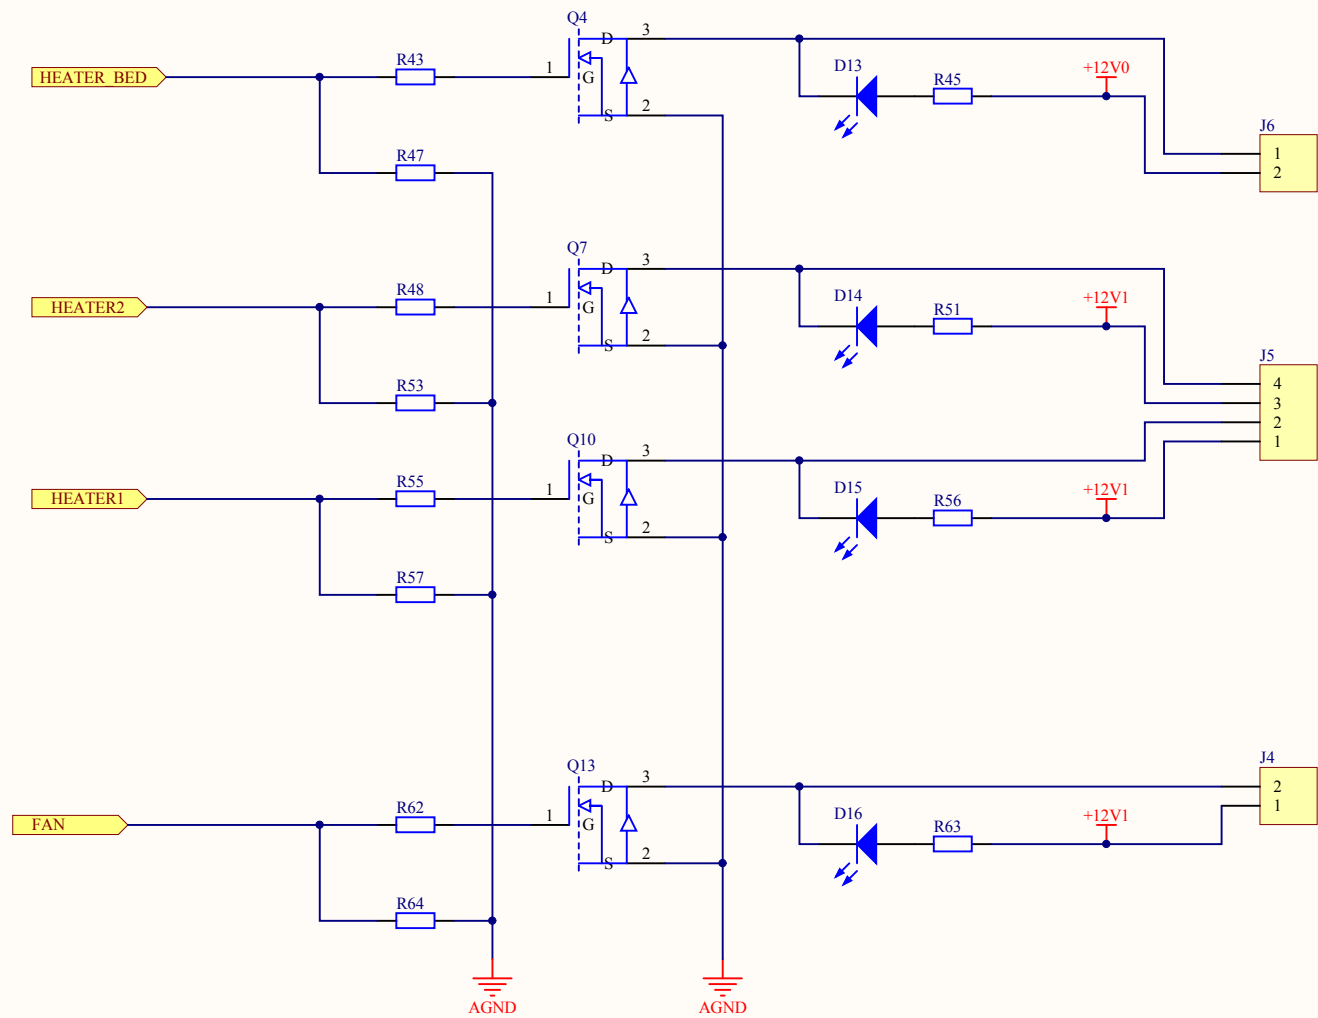 Q4
D 3
R43
HEATER_BED
1 G
D13
R45
+12V0
S 2
J6
1
2
R47
Q7
D 3
R48
HEATER2
1 G
D14
R51
+12V1
S 2
J5
4
3
2
1
R53
Q10
D 3
R55
HEATER1
1 G
D15
R56
+12V1
S 2
R57
Q13
D 3
J4
2
1
R62
FAN
1 G
D16
R63
+12V1
S 2
R64
AGND
AGND